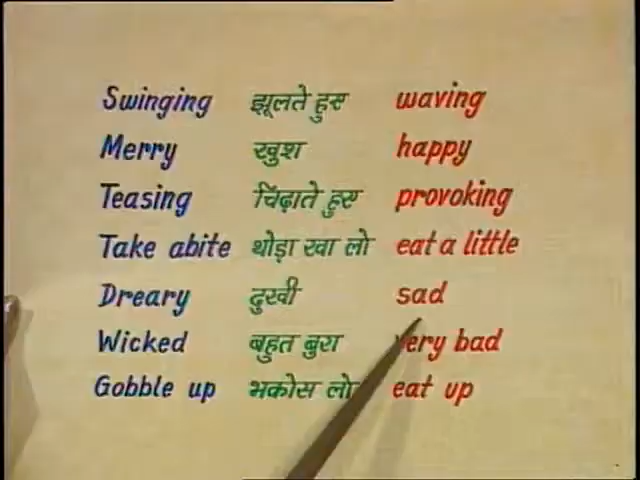 Swinging झूलते हुए waving
Merry खुश happy
Teasing चिढ़ाते हुए provoking
Take abite थोड़ा खा लो eat a little
Dreary दुखी sad
Wicked बहुत बुरा very bad
Gobble up भकोस लो eat up